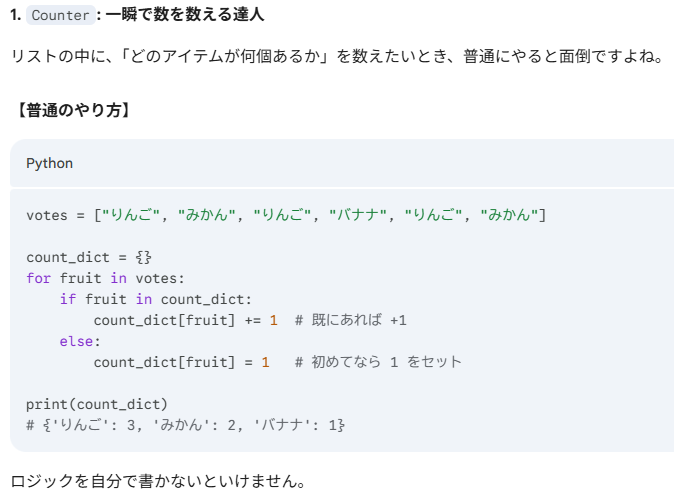 1. Counter: 一瞬で数を数える達人
リストの中に、「どのアイテムが何個あるか」を数えたいとき、普通にやると面倒ですよね。
【普通のやり方】
Python
votes = ["りんご", "みかん", "りんご", "バナナ", "りんご", "みかん"]
count_dict = {}
for fruit in votes:
    if fruit in count_dict:
        count_dict[fruit] += 1  # 既にあれば +1
    else:
        count_dict[fruit] = 1   # 初めてなら 1 をセット
print(count_dict)
# {'りんご': 3, 'みかん': 2, 'バナナ': 1}
ロジックを自分で書かないといけません。